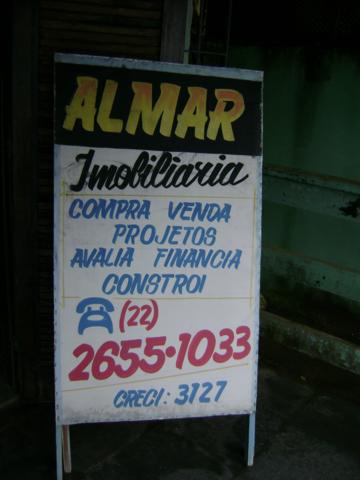 ALMAR
Imobiliaria
COMPRA VENDA
PROJETOS
AVALIA FINANCIA
CONSTROI
(22)
2655-1033
CRECI: 3127